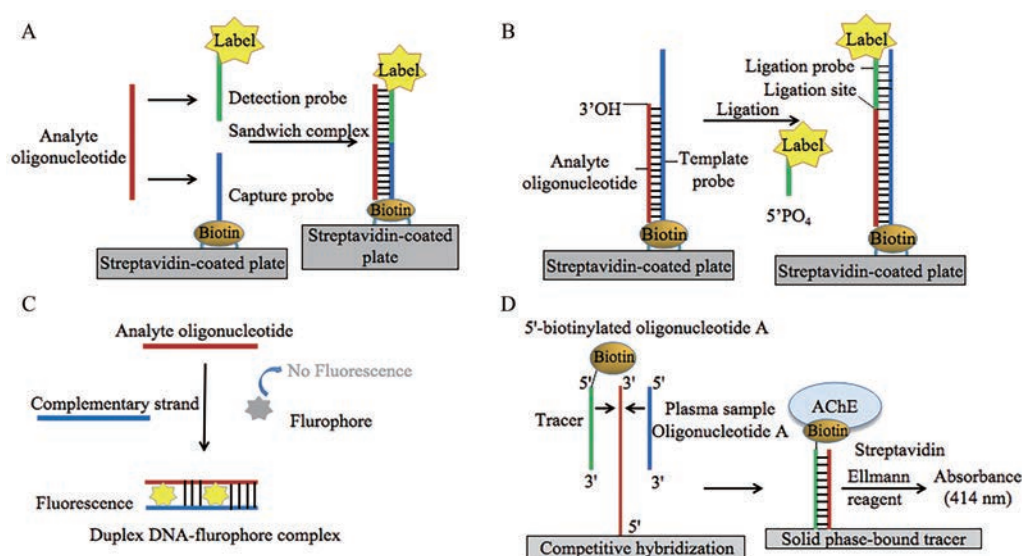 A
Label
Label
Detection probe
Sandwich complex
Analyte
oligonucleotide
Capture probe
Biotin
Biotin
Streptavidin-coated plate
Streptavidin-coated
plate
B
Label
Ligation probe
Ligation site
3'OH
Ligation
Label
Analyte
oligonucleotide
Template
probe
5'PO₄
Biotin
Biotin
Streptavidin-coated plate
Streptavidin-coated plate
C
Analyte oligonucleotide
No Fluorescence
Complementary strand
Flurophore
Fluorescence
Duplex DNA-flurophore complex
D
5'-biotinylated oligonucleotide A
Biotin
5'
3'
5'
Tracer
Plasma sample
Oligonucleotide A
3'
3'
5'
Competitive hybridization
AChE
Biotin
Streptavidin
Ellmann
reagent
Absorbance
(414 nm)
Solid phase-bound tracer